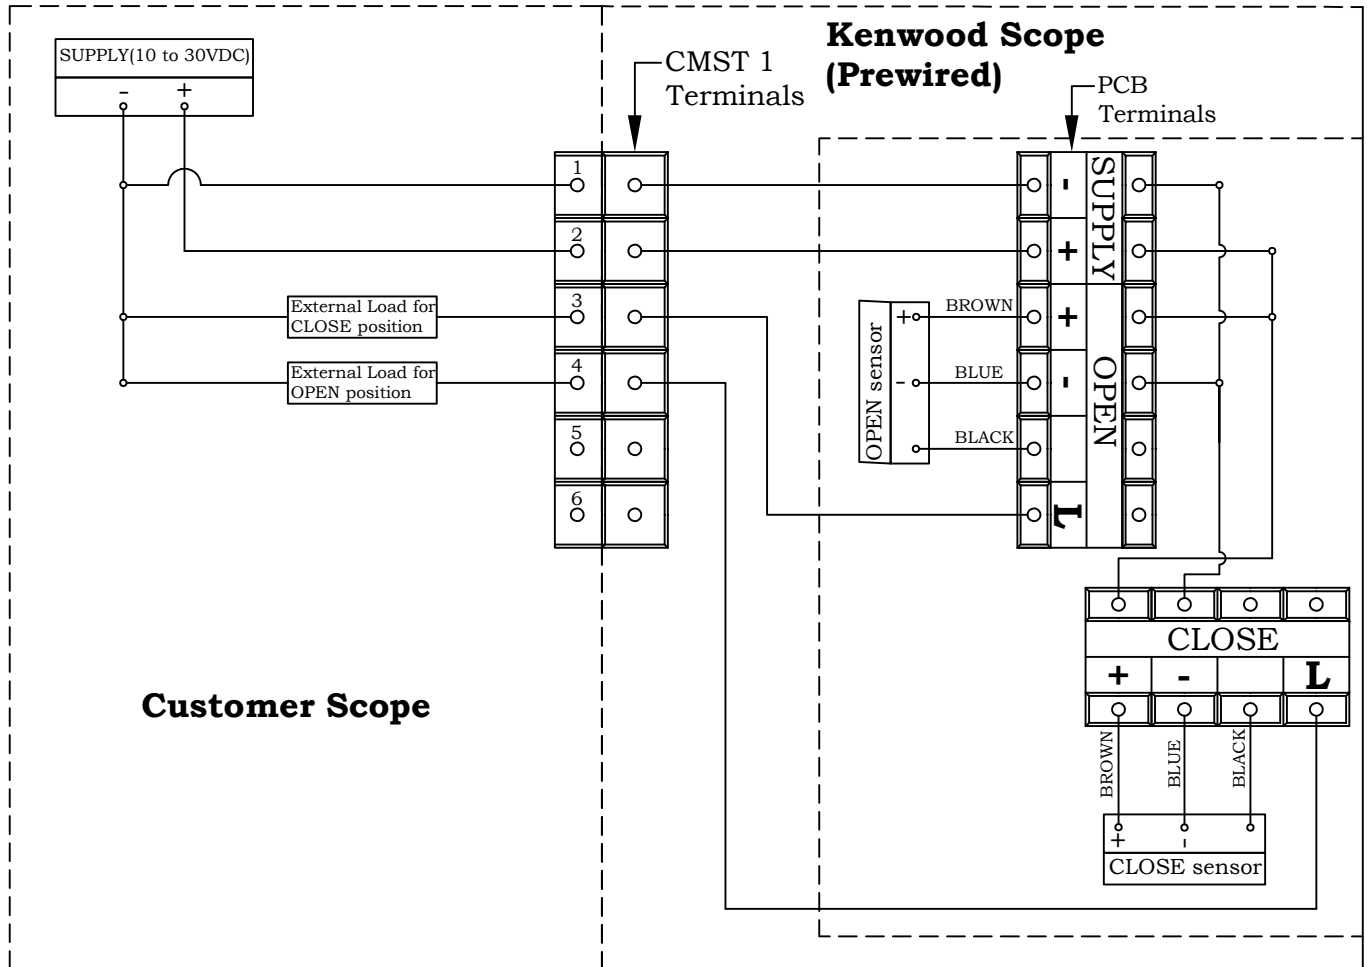 SUPPLY(10 to 30VDC)
- +
Kenwood Scope
(Prewired)
CMST 1
Terminals
PCB
Terminals
1
2
3
4
5
6
External Load for
CLOSE position
External Load for
OPEN position
Customer Scope
OPEN sensor
+
-
BROWN
BLUE
BLACK
-
+
+
-
L
SUPPLY
OPEN
CLOSE
+ - L
BROWN
BLUE
BLACK
+ -
CLOSE sensor